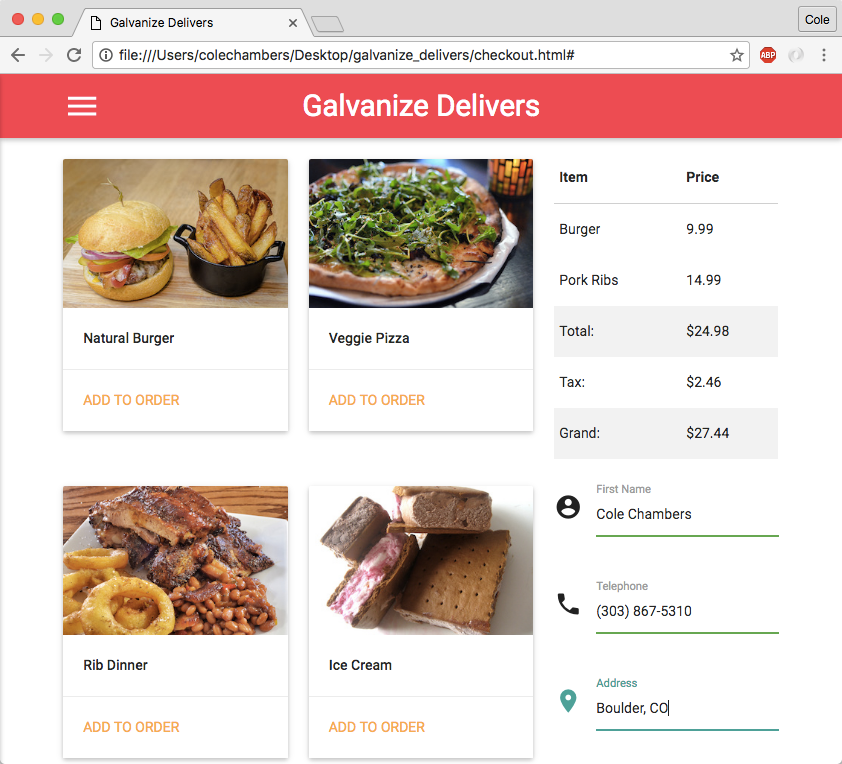 Galvanize Delivers
Cole
file:///Users/colechambers/Desktop/galvanize_delivers/checkout.html#
ABP
Galvanize Delivers
Natural Burger
ADD TO ORDER
Veggie Pizza
ADD TO ORDER
Rib Dinner
ADD TO ORDER
Ice Cream
ADD TO ORDER
Item Price
Burger 9.99
Pork Ribs 14.99
Total: $24.98
Tax: $2.46
Grand: $27.44
First Name
Cole Chambers
Telephone
(303) 867-5310
Address
Boulder, CO